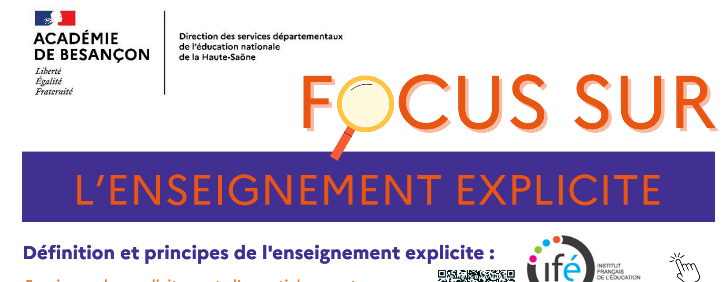 ACADÉMIE
DE BESANÇON
Liberté
Égalité
Fraternité
Direction des services départementaux
de l'éducation nationale
de la Haute-Saône
FOCUS SUR
L'ENSEIGNEMENT EXPLICITE
Définition et principes de l'enseignement explicite :
ifé
INSTITUT
FRANÇAIS
DE L'ÉDUCATION